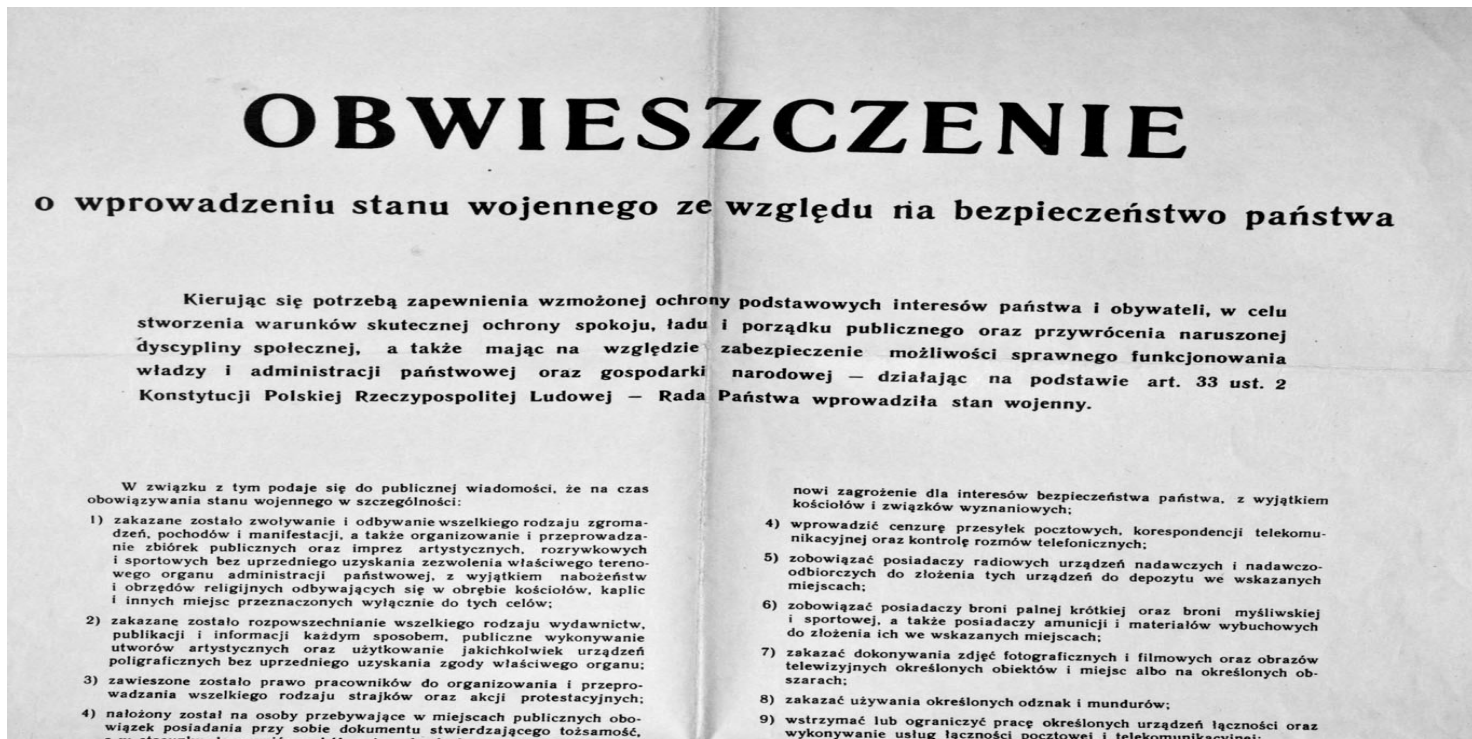 OBWIESZCZENIE
o wprowadzeniu stanu wojennego ze względu na bezpieczeństwo państwa
Kierując się potrzebą zapewnienia wzmożonej ochrony podstawowych interesów państwa i obywateli, w celu
stworzenia warunków skutecznej ochrony spokoju, ładu i porządku publicznego oraz przywrócenia naruszonej
dyscypliny społecznej, a także mając na względzie zabezpieczenie możliwości sprawnego funkcjonowania
władzy i administracji państwowej oraz gospodarki narodowej — działając na podstawie art. 33 ust. 2
Konstytucji Polskiej Rzeczypospolitej Ludowej — Rada Państwa wprowadziła stan wojenny.
W związku z tym podaje się do publicznej wiadomości, że na czas
obowiązywania stanu wojennego w szczególności:
1) zakazane zostało zwoływanie i odbywanie wszelkiego rodzaju zgroma-
dzeń, pochodów i manifestacji, a także organizowanie i przeprowadza-
nie zbiórek publicznych oraz imprez artystycznych, rozrywkowych
i sportowych bez uprzedniego uzyskania zezwolenia właściwego tereno-
wego organu administracji państwowej, z wyjątkiem nabożeństw
i obrzędów religijnych odbywających się w obrębie kościołów, kaplic
i innych miejsc przeznaczonych wyłącznie do tych celów;
2) zakazane zostało rozpowszechnianie wszelkiego rodzaju wydawnictw,
publikacji i informacji każdym sposobem, publiczne wykonywanie
utworów artystycznych oraz użytkowanie jakichkolwiek urządzeń
poligraficznych bez uprzedniego uzyskania zgody właściwego organu;
3) zawieszone zostało prawo pracowników do organizowania i przepro-
wadzania wszelkiego rodzaju strajków oraz akcji protestacyjnych;
4) nałożony został na osoby przebywające w miejscach publicznych obo-
wiązek posiadania przy sobie dokumentu stwierdzającego tożsamość,
nowi zagrożenie dla interesów bezpieczeństwa państwa, z wyjątkiem
kościołów i związków wyznaniowych;
4) wprowadzić cenzurę przesyłek pocztowych, korespondencji telekomu-
nikacyjnej oraz kontrolę rozmów telefonicznych;
5) zobowiązać posiadaczy radiowych urządzeń nadawczych i nadawczo-
odbiorczych do złożenia tych urządzeń do depozytu we wskazanych
miejscach;
6) zobowiązać posiadaczy broni palnej krótkiej oraz broni myśliwskiej
i sportowej, a także posiadaczy amunicji i materiałów wybuchowych
do złożenia ich we wskazanych miejscach;
7) zakazać dokonywania zdjęć fotograficznych i filmowych oraz obrazów
telewizyjnych określonych obiektów i miejsc albo na określonych ob-
szarach;
8) zakazać używania określonych odznak i mundurów;
9) wstrzymać lub ograniczyć pracę określonych urządzeń łączności oraz
wykonywanie usług łączności pocztowej i telekomunikacyjnej;